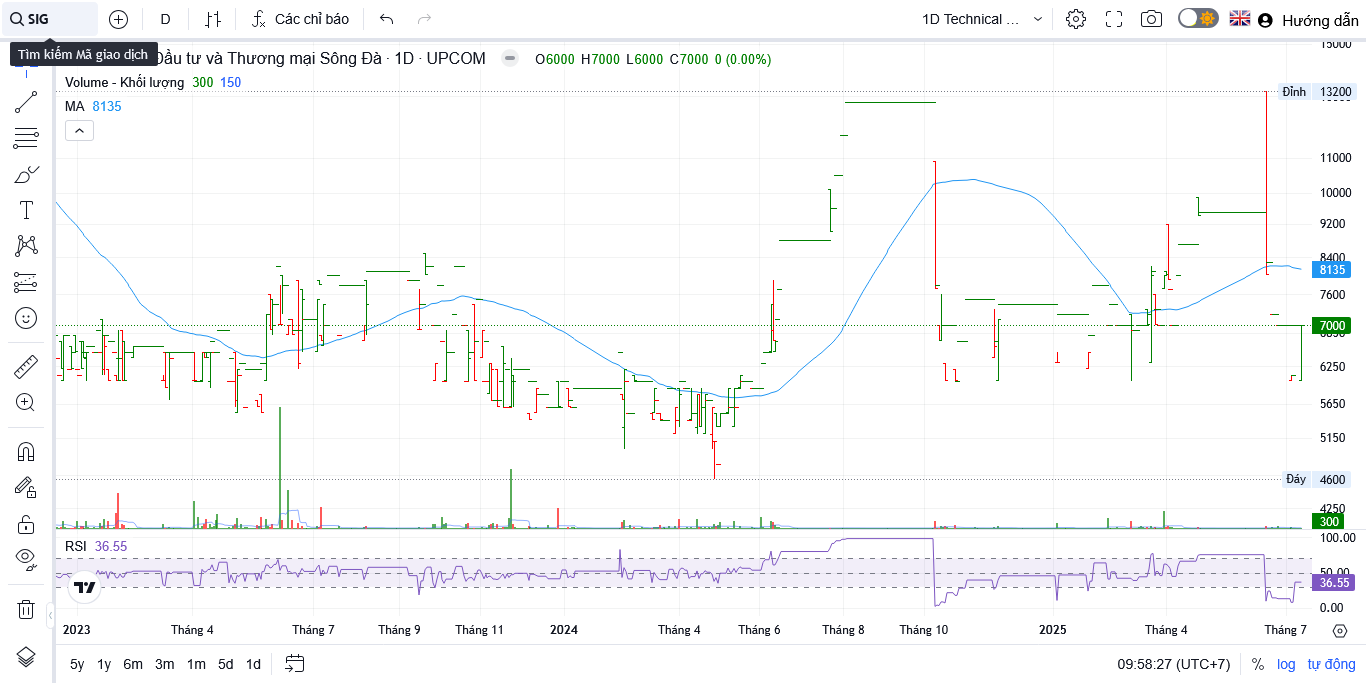 SIG
D
Các chỉ báo
1D Technical ...
Hướng dẫn
Tìm kiếm Mã giao dịch
Đầu tư và Thương mại Sông Đà · 1D · UPCOM
O6000 H7000 L6000 C7000 0 (0.00%)
Volume - Khối lượng 300 150
MA 8135
15000
Đỉnh 13200
11000
10000
9200
8400
8135
7600
7000
6250
5650
5150
Đáy 4600
4250
300
RSI 36.55
100.00
50.00
36.55
0.00
2023 Tháng 4 Tháng 7 Tháng 9 Tháng 11 2024 Tháng 4 Tháng 6 Tháng 8 Tháng 10 2025 Tháng 4 Tháng 7
5y 1y 6m 3m 1m 5d 1d
09:58:27 (UTC+7) % log tự động